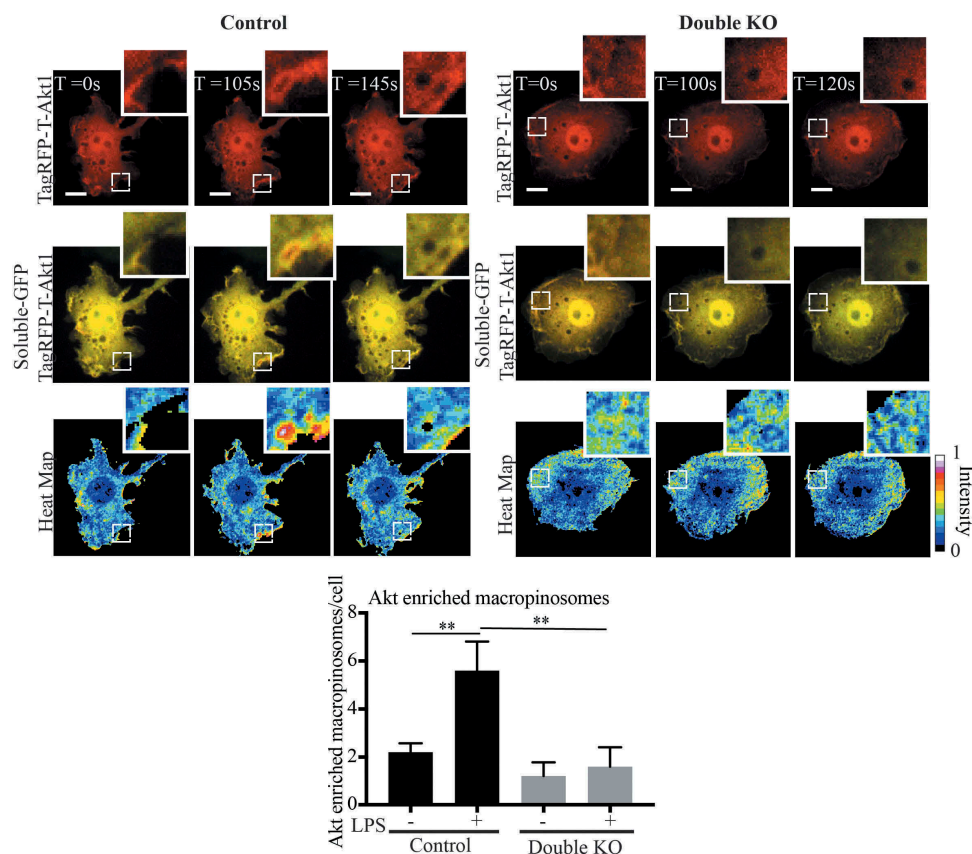 Control
Double KO
TagRFP-T-Akt1
T =0s
T=105s
T=145s
TagRFP-T-Akt1
T=0s
T=100s
T=120s
Soluble-GFP
TagRFP-T-Akt1
Soluble-GFP
TagRFP-T-Akt1
Heat Map
Heat Map
1
Intensity
0
Akt enriched macropinosomes
Akt enriched macropinosomes/cell
8
6
4
2
0
**
**
LPS - + - +
Control Double KO